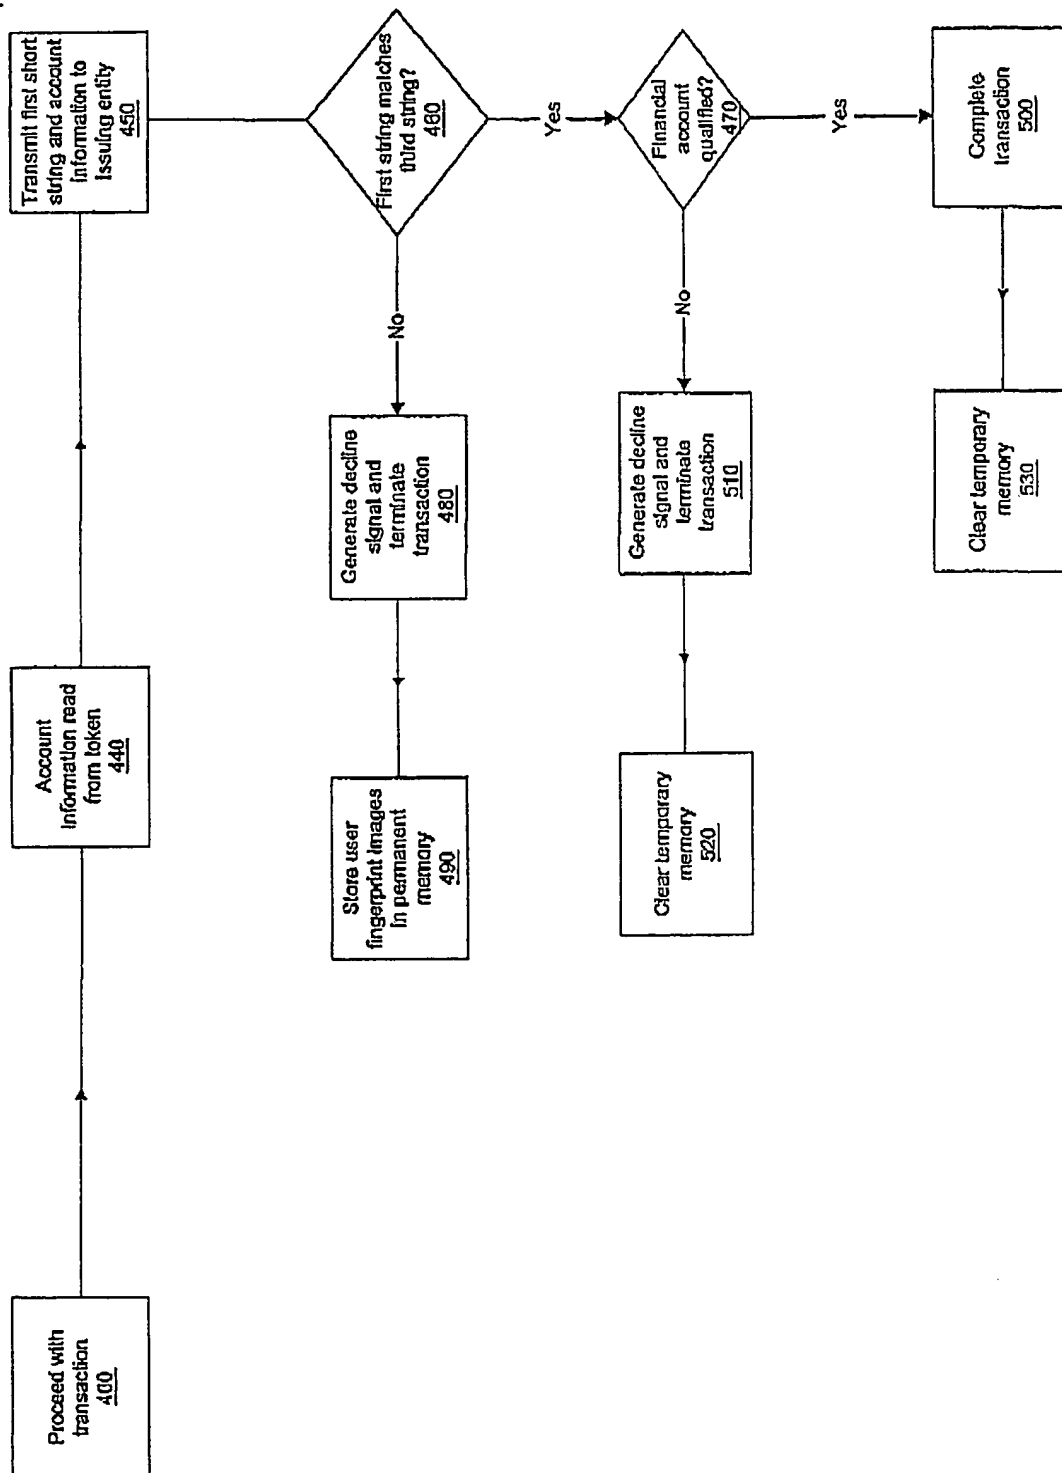 Proceed with
transaction
400
Account
Information read
from token
440
Transmit first short
string and account
Information to
Issuing entity
450
First string matches
third string?
460
No
Generate decline
signal and
terminate
transaction
480
Store user
fingerprint images
in permanent
memory
490
Yes
Financial
account
qualified?
470
No
Generate decline
signal and
terminate
transaction
510
Clear temporary
memory
520
Yes
Complete
transaction
500
Clear temporary
memory
530